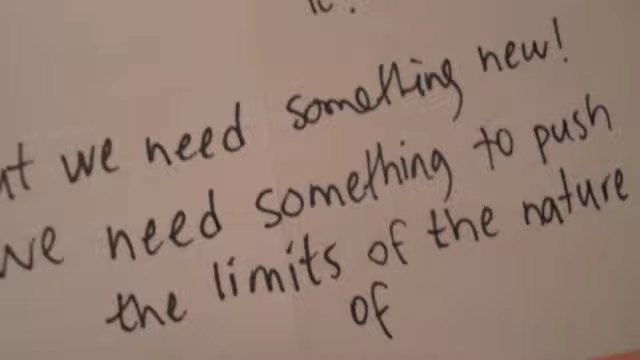 we need something new!
we need something to push
the limits of the nature
of